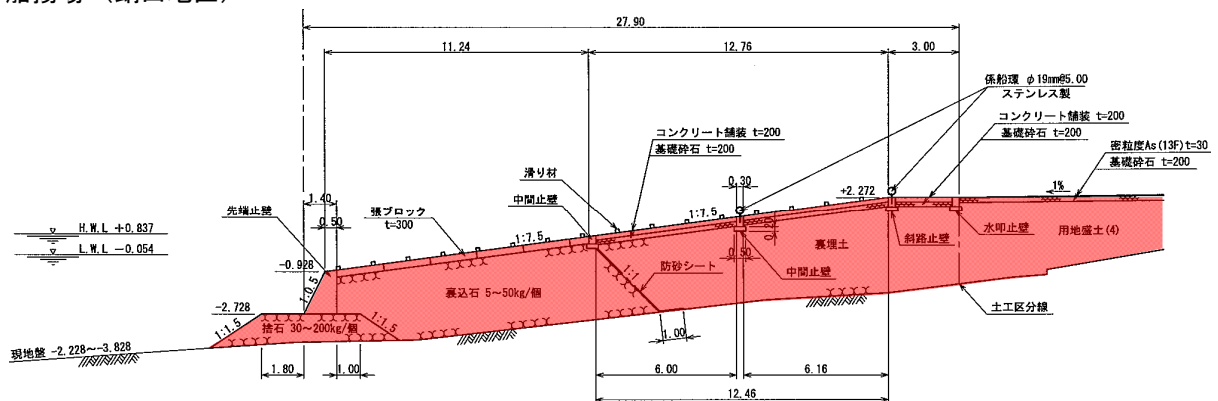 27.90
11.24
12.76
3.00
係船環 φ19mm@5.00
ステンレス製
コンクリート舗装 t=200
基礎砕石 t=200
コンクリート舗装 t=200
基礎砕石 t=200
密粒度As(13F)t=30
基礎砕石 t=200
滑り材
0.30
+2.272
1%
1.40
中間止壁
1:7.5
先端止壁
0.50
張ブロック
t=300
H.W.L +0.837
L.W.L -0.054
1:7.5
裏埋土
斜路止壁
水叩止壁
用地盛土(4)
-0.928
1:0.5
裏込石 5～50kg/個
1:1
防砂シート
0.50
中間止壁
-2.728
1:1.5
捨石 30～200kg/個
1:1.5
1.00
土工区分線
現地盤 -2.228～-3.828
1.80
1.00
6.00
6.16
12.46